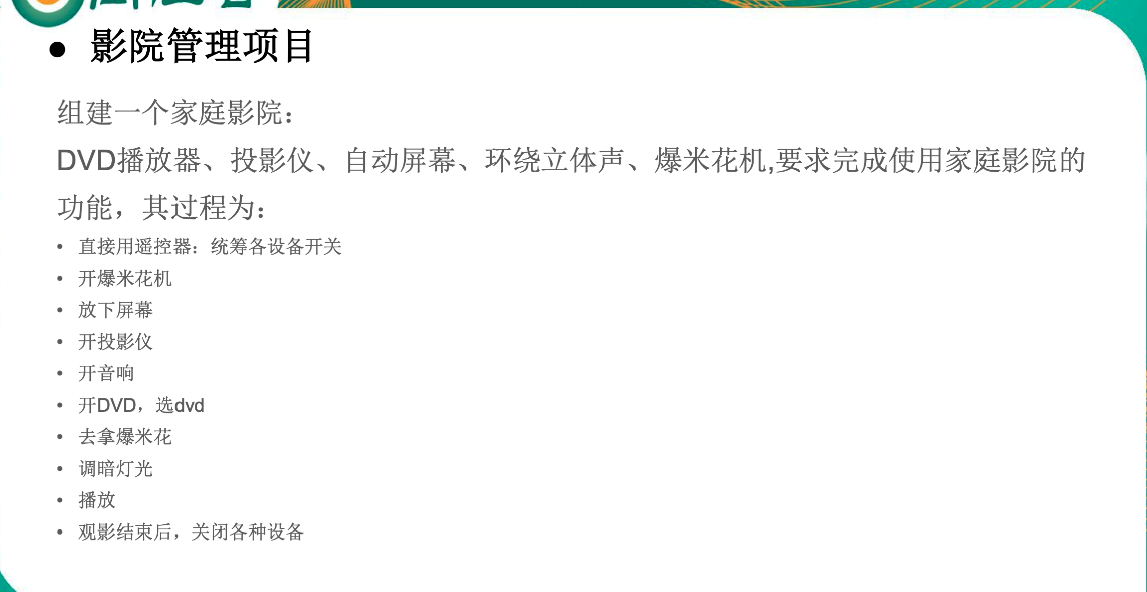 影院管理项目
组建一个家庭影院：
DVD播放器、投影仪、自动屏幕、环绕立体声、爆米花机,要求完成使用家庭影院的
功能，其过程为：
直接用遥控器：统筹各设备开关
开爆米花机
放下屏幕
开投影仪
开音响
开DVD，选dvd
去拿爆米花
调暗灯光
播放
观影结束后，关闭各种设备